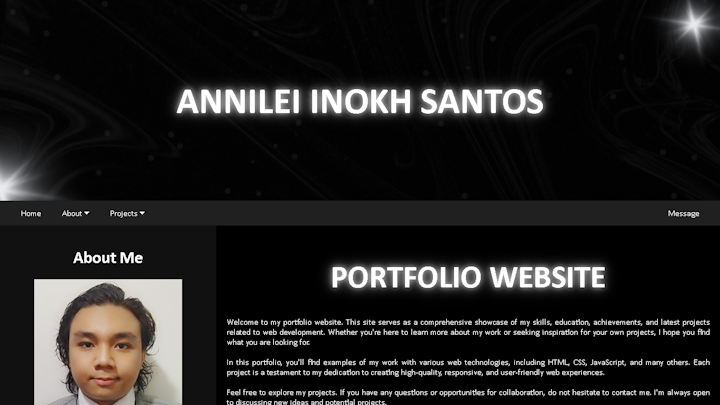 ANNILEI INOKH SANTOS
Home
About
Projects
Message
About Me
PORTFOLIO WEBSITE
Welcome to my portfolio website. This site serves as a comprehensive showcase of my skills, education, achievements, and latest projects
related to web development. Whether you're here to learn more about my work or seeking inspiration for your own projects, I hope you find
what you are looking for.
In this portfolio, you'll find examples of my work with various web technologies, including HTML, CSS, JavaScript, and many others. Each
project is a testament to my dedication to creating high-quality, responsive, and user-friendly web experiences.
Feel free to explore my projects. If you have any questions or opportunities for collaboration, do not hesitate to contact me. I'm always open
to discussing new ideas and potential projects.